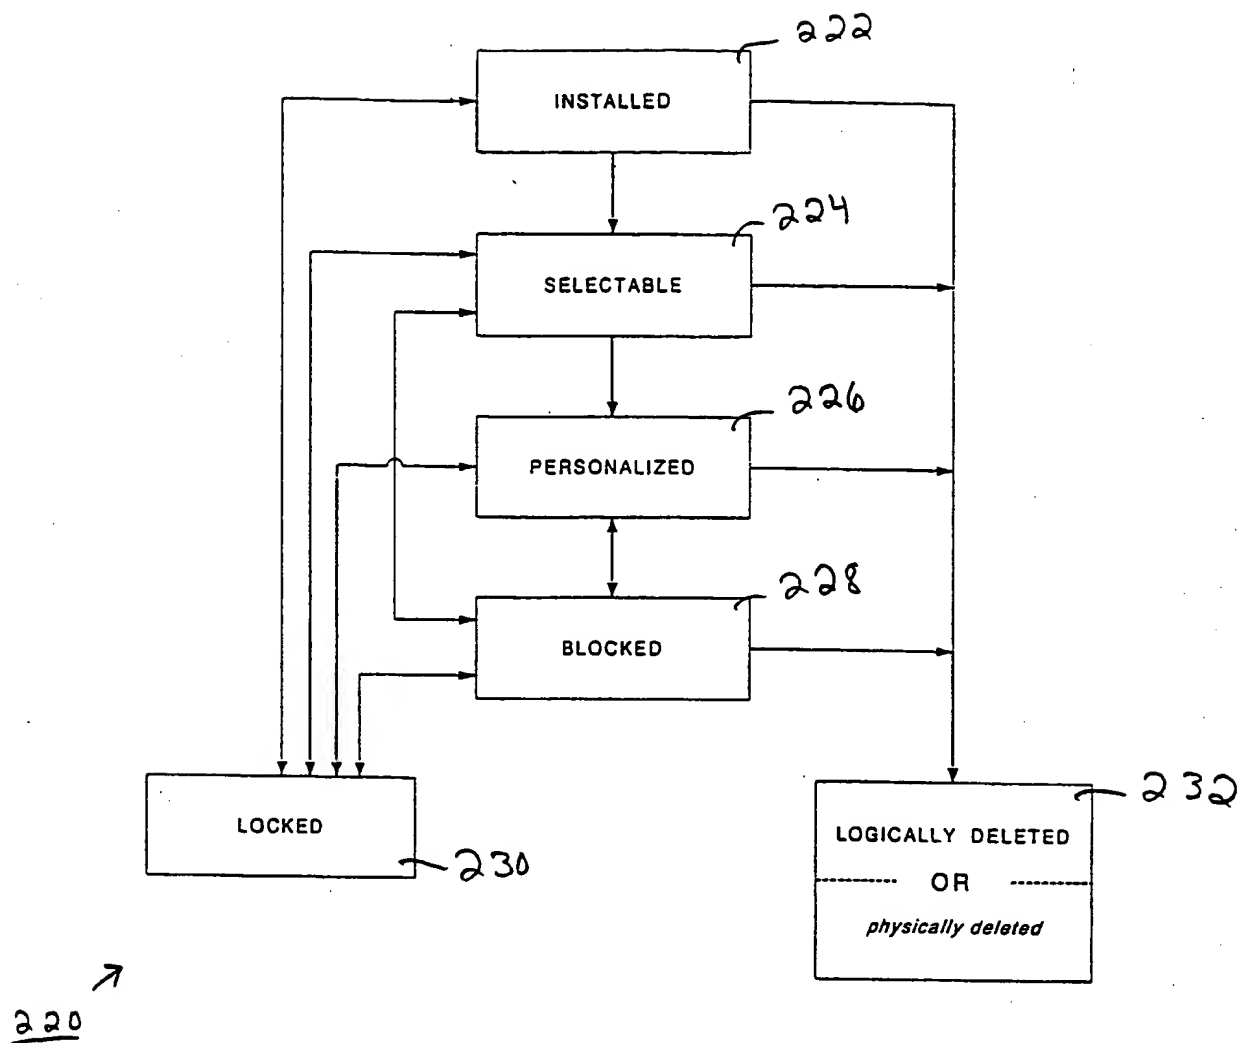 222
INSTALLED
224
SELECTABLE
226
PERSONALIZED
228
BLOCKED
232
LOCKED
230
LOGICALLY DELETED
OR
physically deleted
220